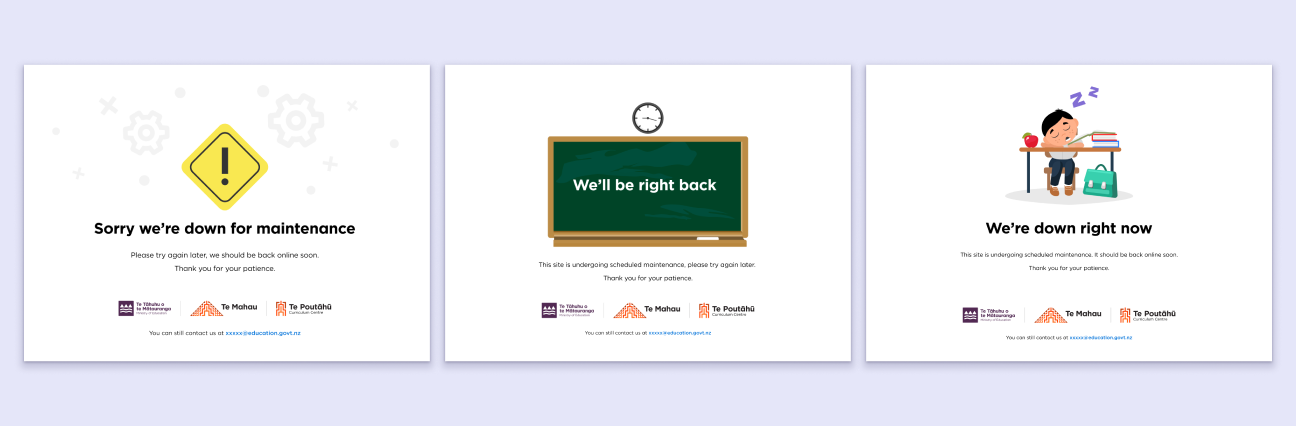 Sorry we're down for maintenance
Please try again later, we should be back online soon.
Thank you for your patience.
Te Tāhuhu o
te Mātauranga
Ministry of Education
Te Mahau
Te Poutāhū
Curriculum Centre
You can still contact us at xxxxx@education.govt.nz
We'll be right back
This site is undergoing scheduled maintenance, please try again later.
Thank you for your patience.
Te Tāhuhu o
te Mātauranga
Ministry of Education
Te Mahau
Te Poutāhū
Curriculum Centre
You can still contact us at xxxxx@education.govt.nz
Z Z
We're down right now
This site is undergoing scheduled maintenance. It should be back online soon.
Thank you for your patience.
Te Tāhuhu o
te Mātauranga
Ministry of Education
Te Mahau
Te Poutāhū
Curriculum Centre
You can still contact us at xxxxx@education.govt.nz